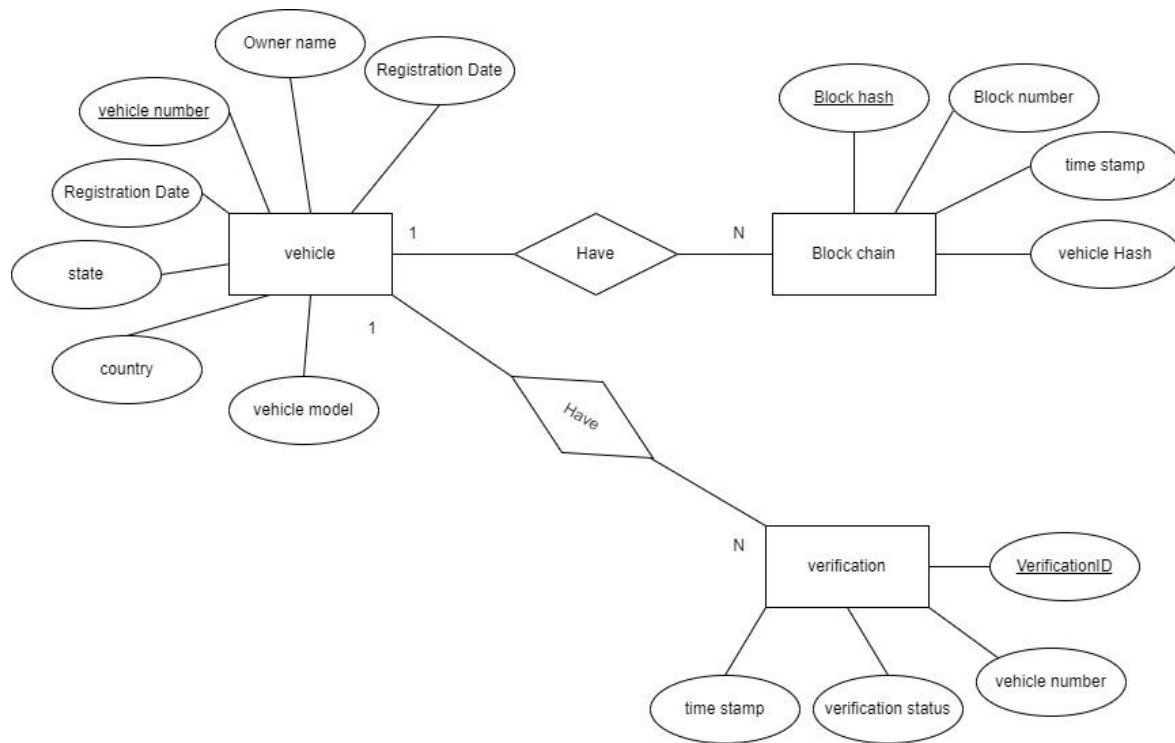 Owner name
Registration Date
vehicle number
Registration Date
state
country
vehicle model
vehicle
1
Have
N
Block chain
Block hash
Block number
time stamp
vehicle Hash
1
Have
N
verification
VerificationID
vehicle number
verification status
time stamp